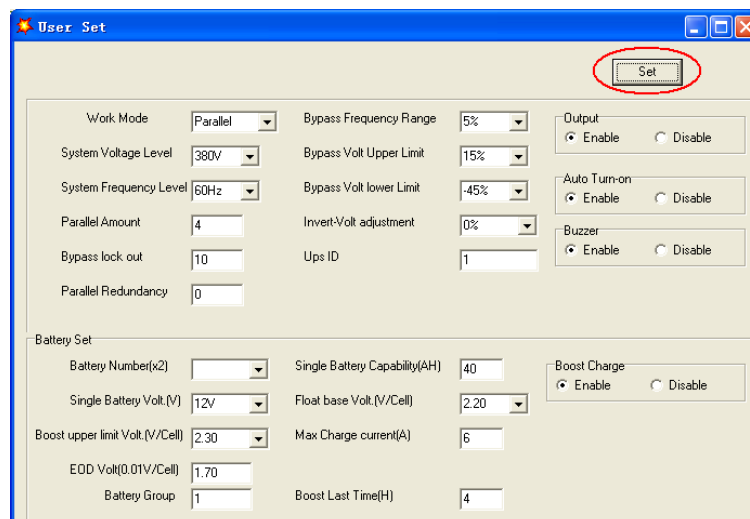 User Set
Set
Work Mode Parallel Bypass Frequency Range 5% Output
Enable Disable
System Voltage Level 380V Bypass Volt Upper Limit 15%
System Frequency Level 60Hz Bypass Volt lower Limit -45% Auto Turn-on
Enable Disable
Parallel Amount 4 Invert-Volt adjustment 0% Buzzer
Enable Disable
Bypass lock out 10 Ups ID 1
Parallel Redundancy 0
Battery Set
Battery Number(x2) Single Battery Capability(AH) 40 Boost Charge
Enable Disable
Single Battery Volt.(V) 12V Float base Volt.(V/Cell) 2.20
Boost upper limit Volt.(V/Cell) 2.30 Max Charge current(A) 6
EOD Volt(0.01V/Cell) 1.70
Battery Group 1 Boost Last Time(H) 4